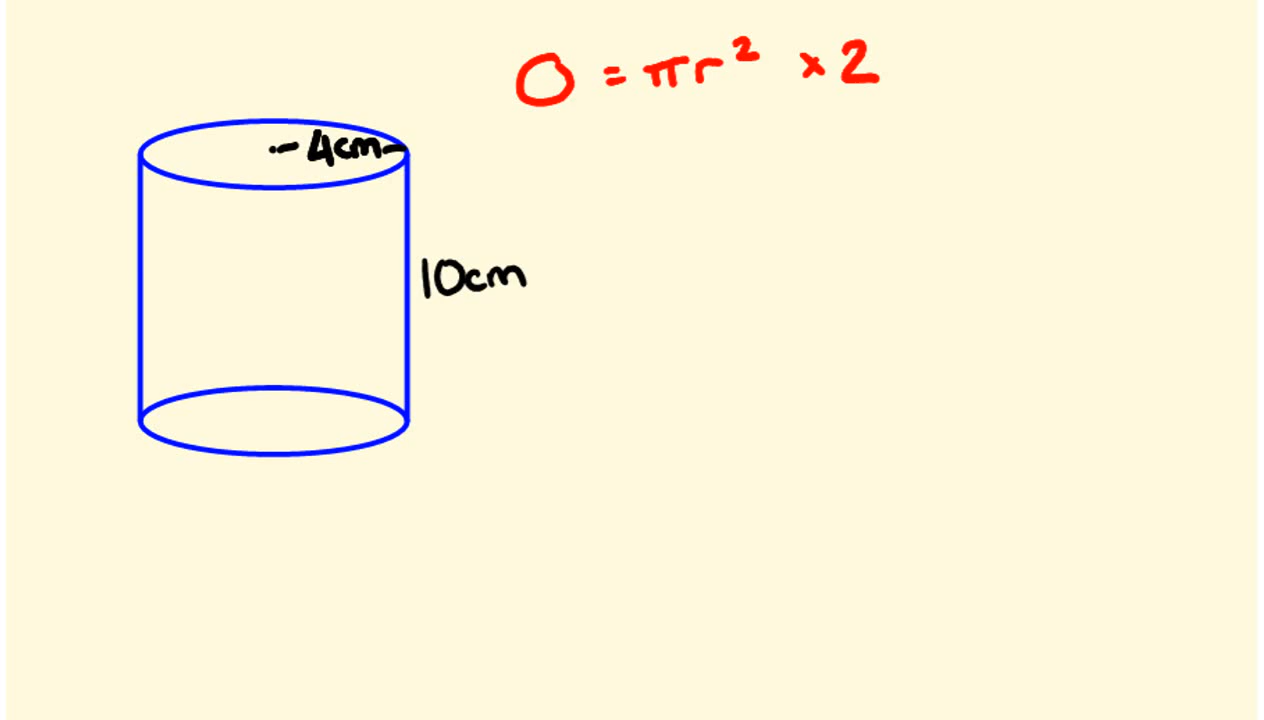 O = πr² × 2
4cm
10cm